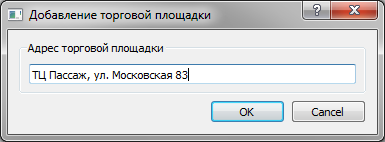 Добавление торговой площадки
Адрес торговой площадки
ТЦ Пассаж, ул. Московская 83
OK
Cancel